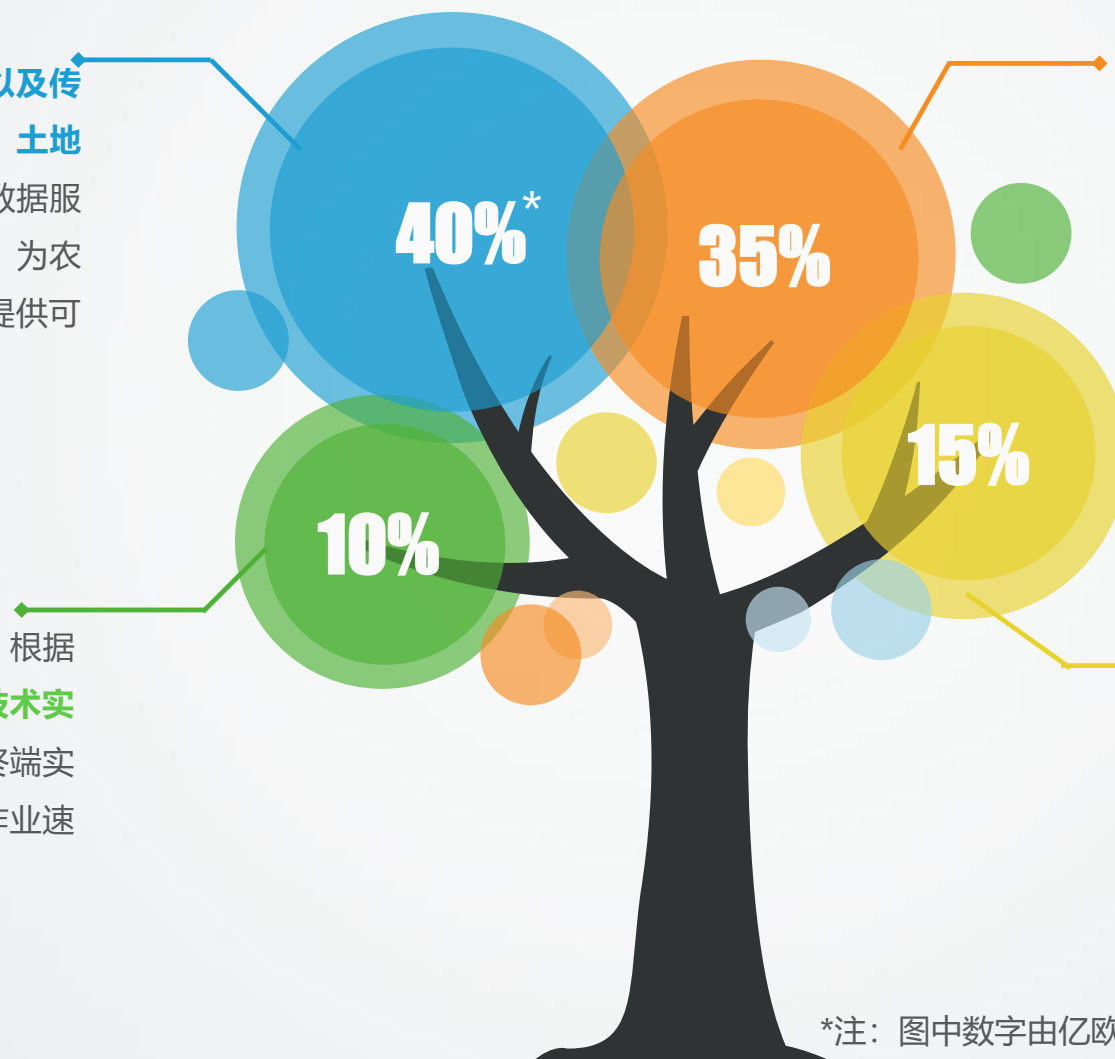 以及传
土地
数据服
为农
提供可
40%*
35%
15%
10%
根据
技术实
终端实
作业速
*注：图中数字由亿欧